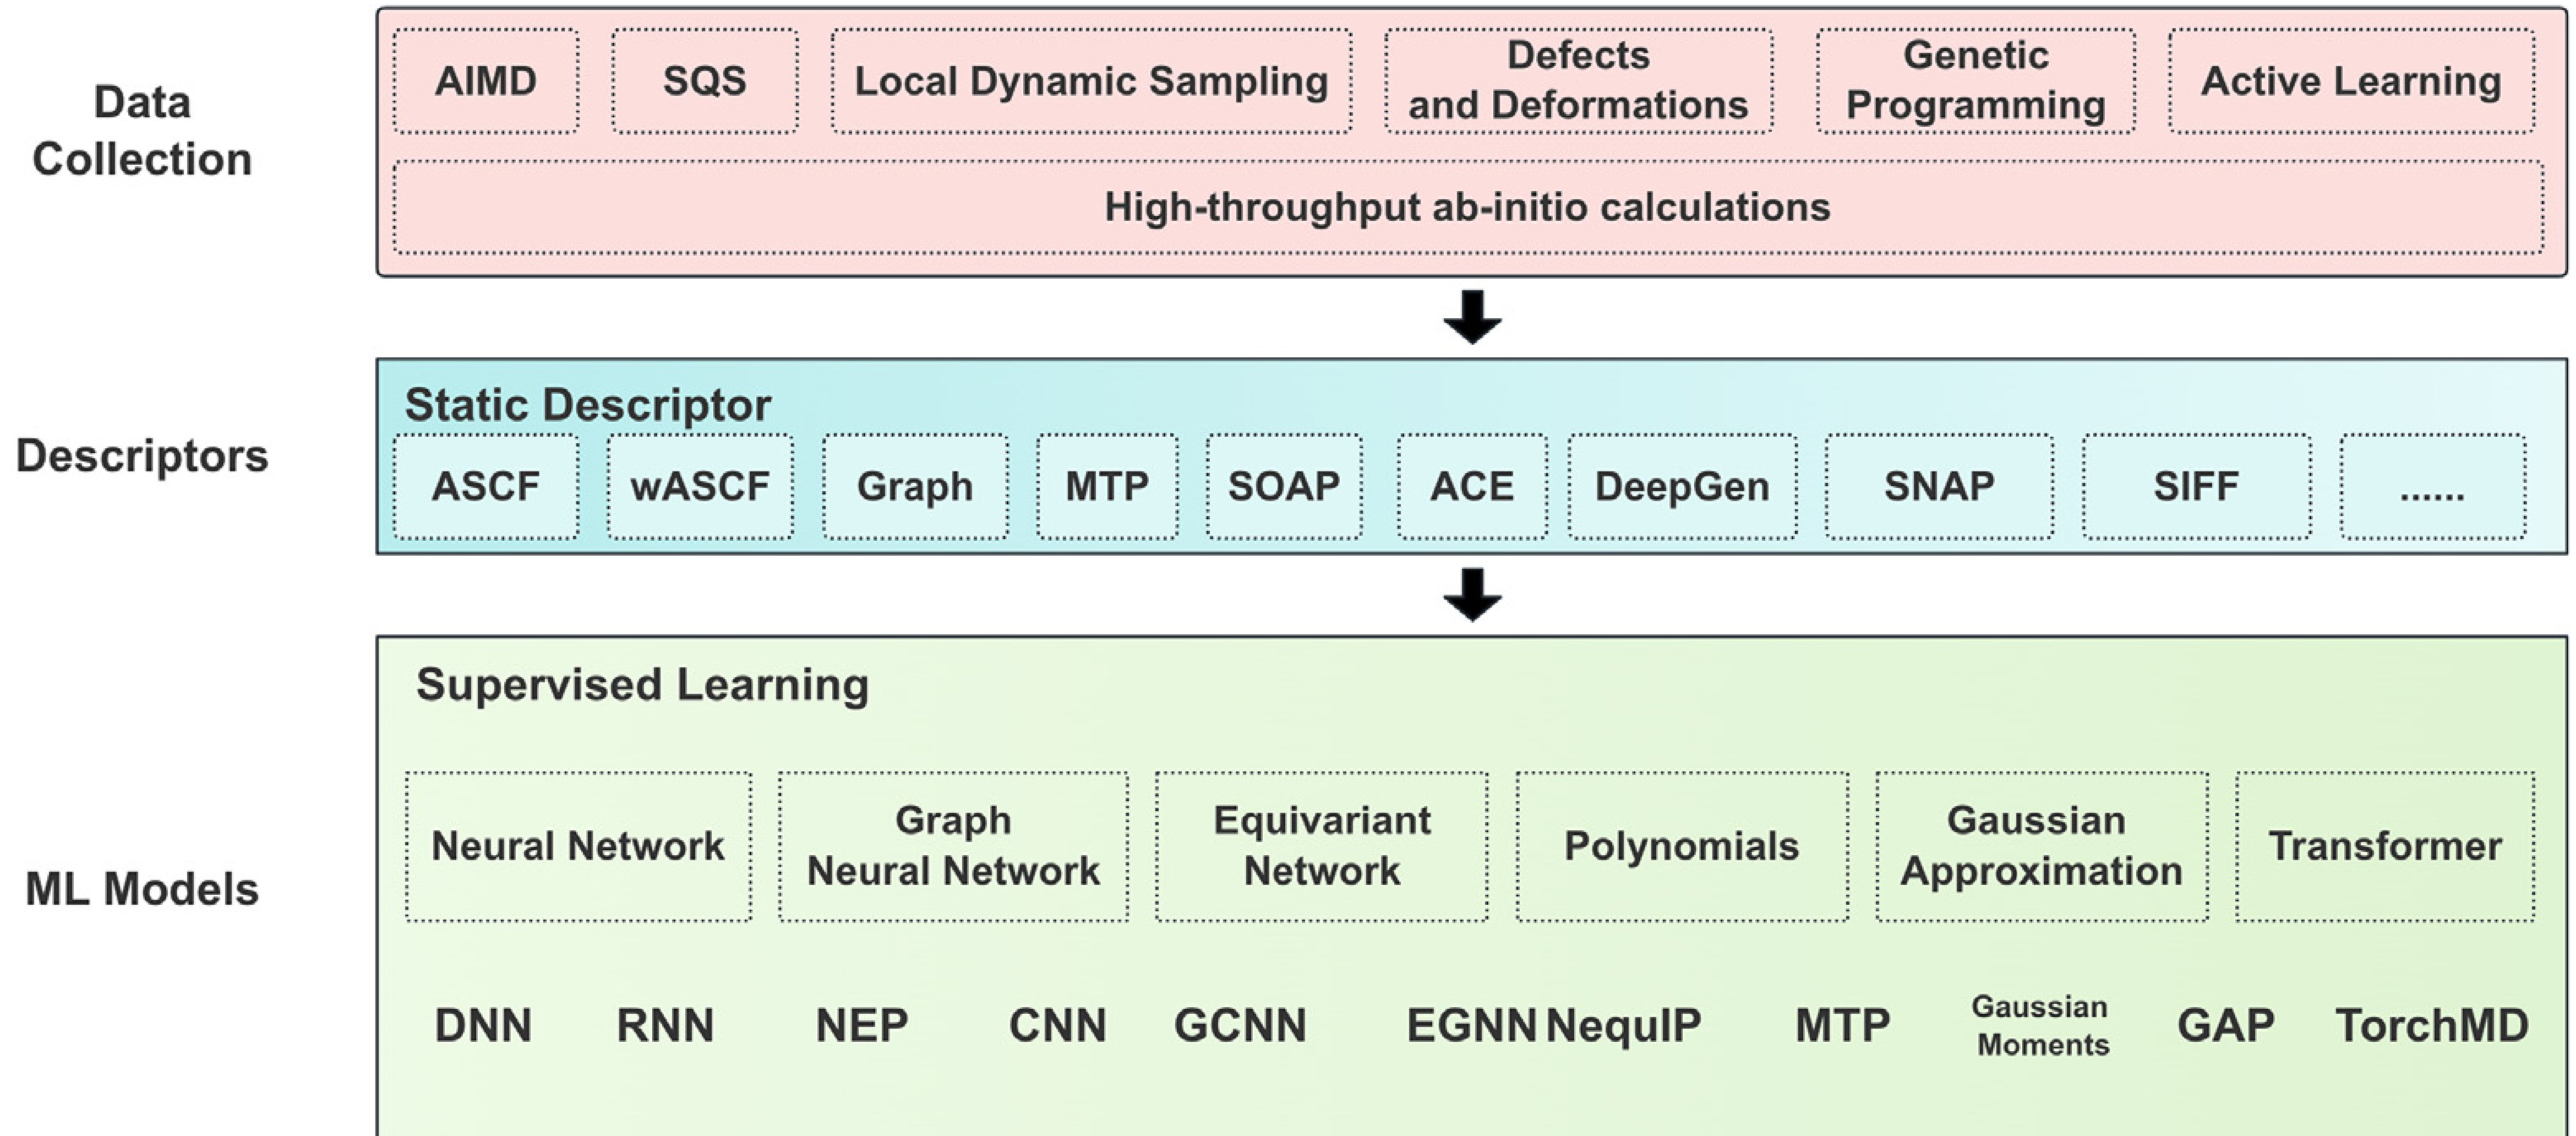 Data
Collection
AIMD
SQS
Local Dynamic Sampling
Defects
and Deformations
Genetic
Programming
Active Learning
High-throughput ab-initio calculations
Descriptors
Static Descriptor
ASCF
wASCF
Graph
MTP
SOAP
ACE
DeepGen
SNAP
SIFF
......
ML Models
Supervised Learning
Neural Network
Graph
Neural Network
Equivariant
Network
Polynomials
Gaussian
Approximation
Transformer
DNN
RNN
NEP
CNN
GCNN
EGNN
NequIP
MTP
Gaussian
Moments
GAP
TorchMD